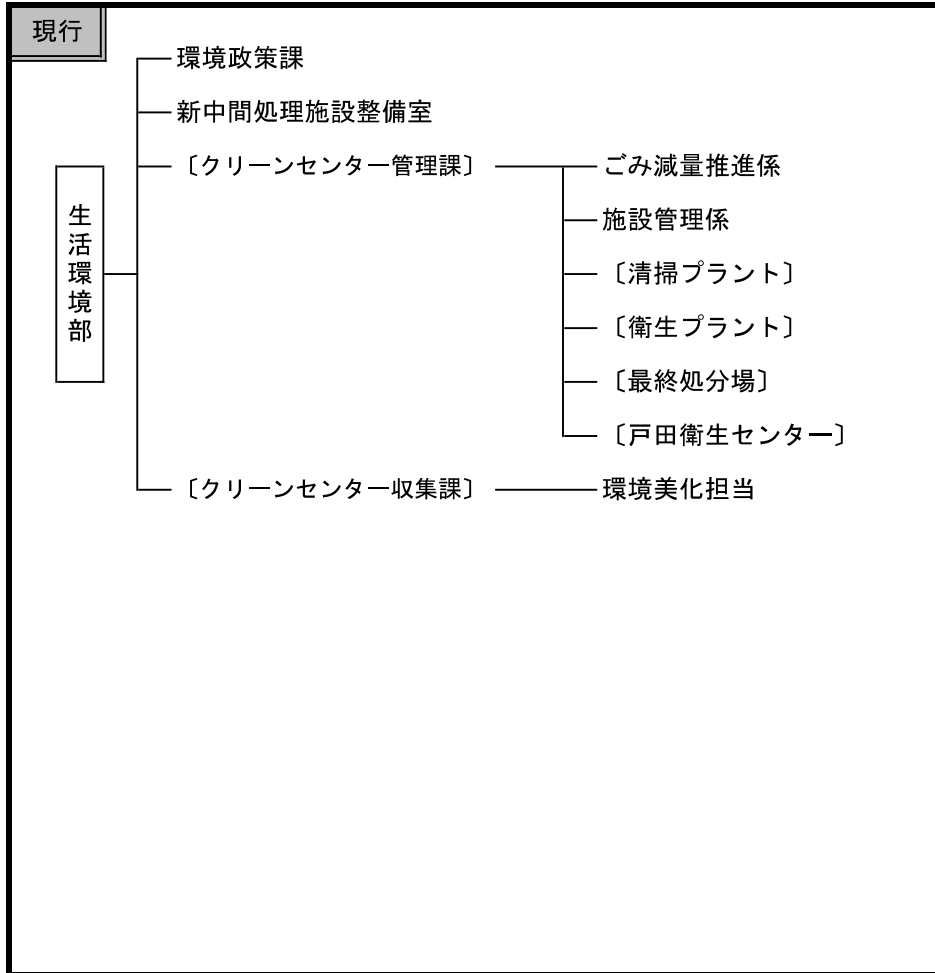 現行
環境政策課
新中間処理施設整備室
〔クリーンセンター管理課〕 ごみ減量推進係
生活環境部
施設管理係
〔清掃プラント〕
〔衛生プラント〕
〔最終処分場〕
〔戸田衛生センター〕
〔クリーンセンター収集課〕 環境美化担当